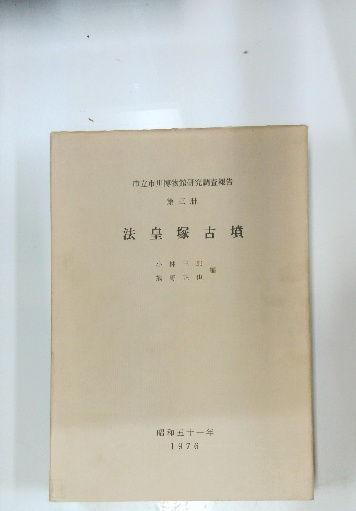 市立市川博物館研究調査報告
第三册
法皇塚古墳
小林三郎
熊野正也
編
昭和五十一年
1976